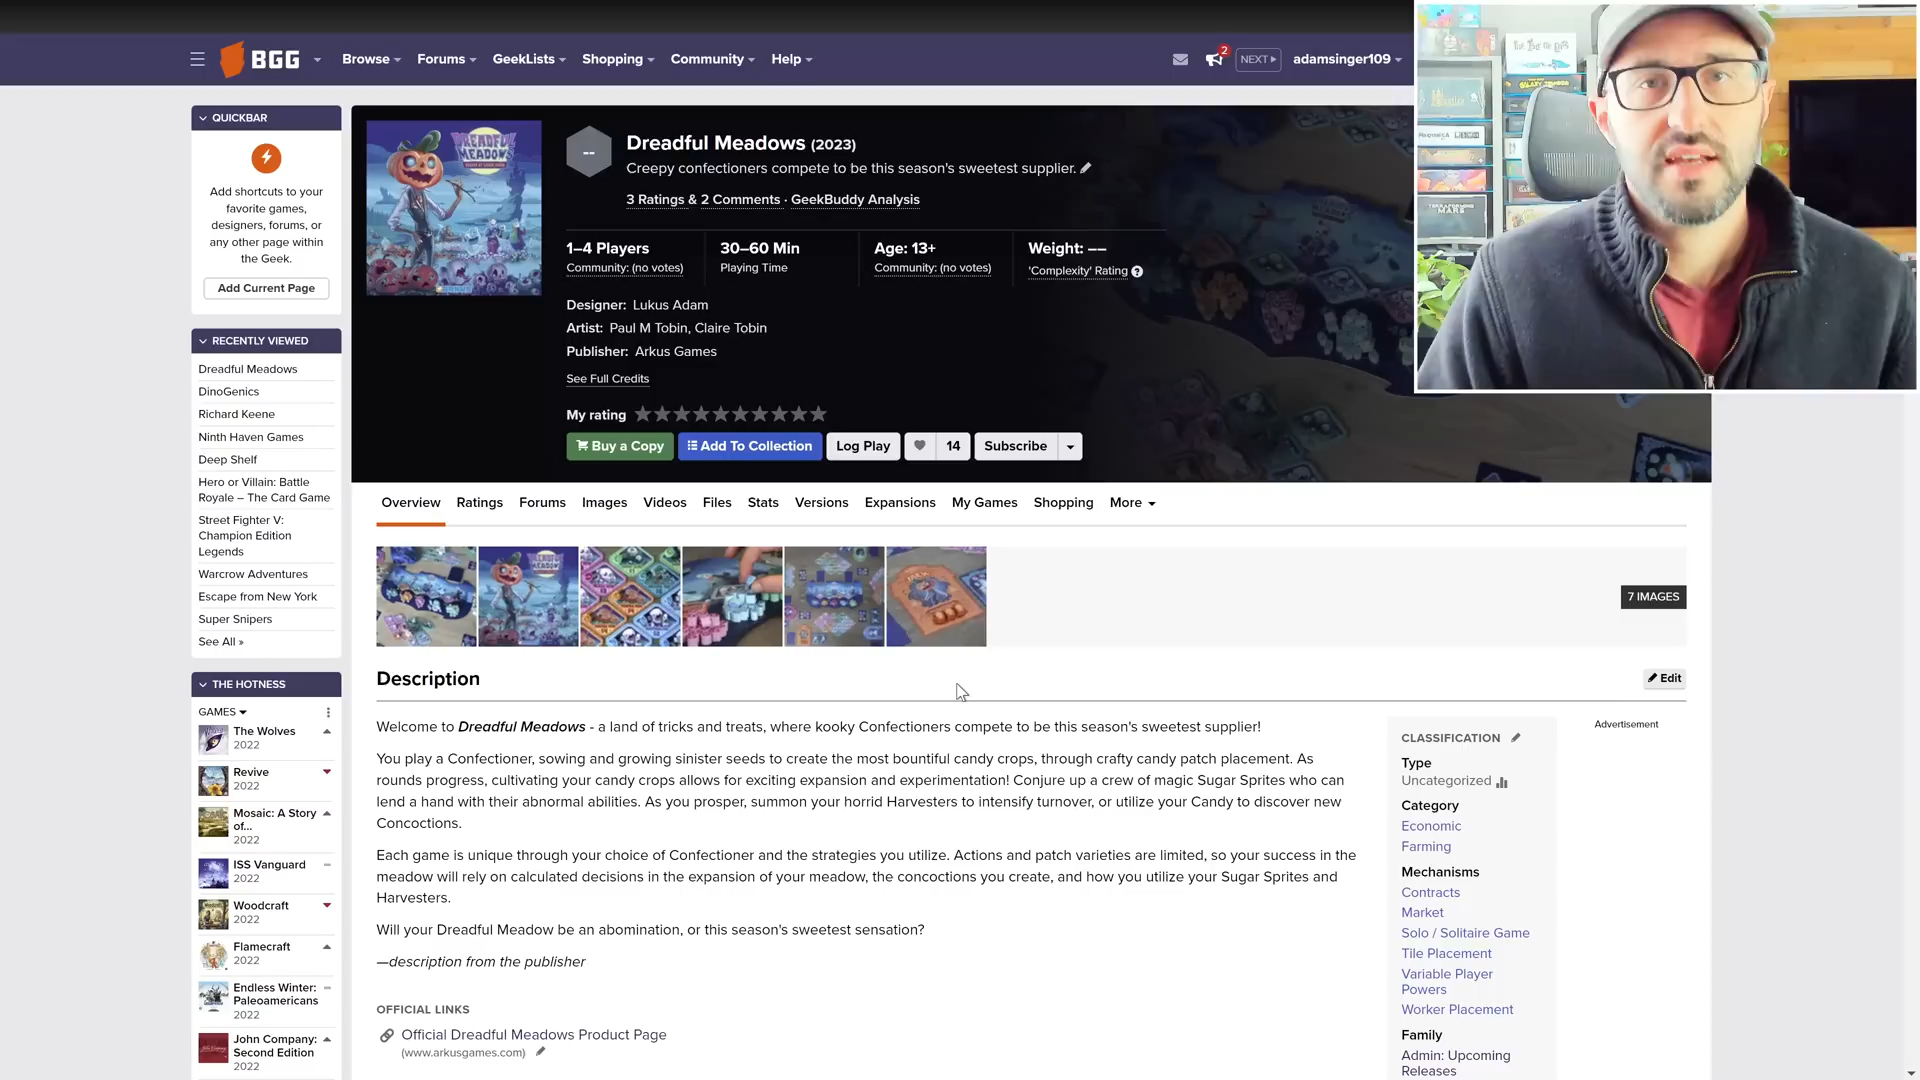 BGG
Browse
Forums
GeekLists
Shopping
Community
Help
2
NEXT
adamsinger109
QUICKBAR
Add shortcuts to your
favorite games,
designers, forums, or
any other page within
the Geek.
Add Current Page
RECENTLY VIEWED
Dreadful Meadows
DinoGenics
Richard Keene
Ninth Haven Games
Deep Shelf
Hero or Villain: Battle
Royale – The Card Game
Street Fighter V:
Champion Edition
Legends
Warcrow Adventures
Escape from New York
Super Snipers
See All »
THE HOTNESS
GAMES
The Wolves
2022
Revive
2022
Mosaic: A Story
of...
2022
ISS Vanguard
2022
Woodcraft
2022
Flamecraft
2022
Endless Winter:
Paleoamericans
2022
John Company:
Second Edition
2022
DREADFUL
MEADOWS
--
Dreadful Meadows (2023)
Creepy confectioners compete to be this season's sweetest supplier.
3 Ratings & 2 Comments · GeekBuddy Analysis
1–4 Players
Community: (no votes)
30–60 Min
Playing Time
Age: 13+
Community: (no votes)
Weight: --
'Complexity' Rating
Designer: Lukus Adam
Artist: Paul M Tobin, Claire Tobin
Publisher: Arkus Games
See Full Credits
My rating
Buy a Copy
Add To Collection
Log Play
14
Subscribe
Overview
Ratings
Forums
Images
Videos
Files
Stats
Versions
Expansions
My Games
Shopping
More
7 IMAGES
Description
Edit
Welcome to Dreadful Meadows - a land of tricks and treats, where kooky Confectioners compete to be this season's sweetest supplier!
You play a Confectioner, sowing and growing sinister seeds to create the most bountiful candy crops, through crafty candy patch placement. As
rounds progress, cultivating your candy crops allows for exciting expansion and experimentation! Conjure up a crew of magic Sugar Sprites who can
lend a hand with their abnormal abilities. As you prosper, summon your horrid Harvesters to intensify turnover, or utilize your Candy to discover new
Concoctions.
Each game is unique through your choice of Confectioner and the strategies you utilize. Actions and patch varieties are limited, so your success in the
meadow will rely on calculated decisions in the expansion of your meadow, the concoctions you create, and how you utilize your Sugar Sprites and
Harvesters.
Will your Dreadful Meadow be an abomination, or this season's sweetest sensation?
—description from the publisher
OFFICIAL LINKS
Official Dreadful Meadows Product Page
(www.arkusgames.com)
CLASSIFICATION
Type
Uncategorized
Category
Economic
Farming
Mechanisms
Contracts
Market
Solo / Solitaire Game
Tile Placement
Variable Player
Powers
Worker Placement
Family
Admin: Upcoming
Releases
Advertisement
TERRAFORMING
MARS